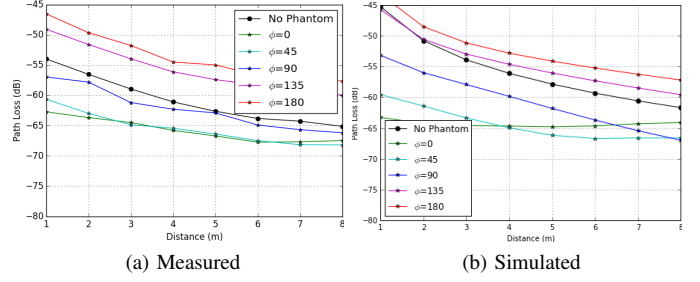 -45
-50
-55
-60
-65
-70
-75
-80
Path Loss (dB)
1 2 3 4 5 6 7 8
Distance (m)
No Phantom
ϕ=0
ϕ=45
ϕ=90
ϕ=135
ϕ=180
(a) Measured
-45
-50
-55
-60
-65
-70
-75
-80
Path Loss (dB)
1 2 3 4 5 6 7 8
Distance (m)
No Phantom
ϕ=0
ϕ=45
ϕ=90
ϕ=135
ϕ=180
(b) Simulated